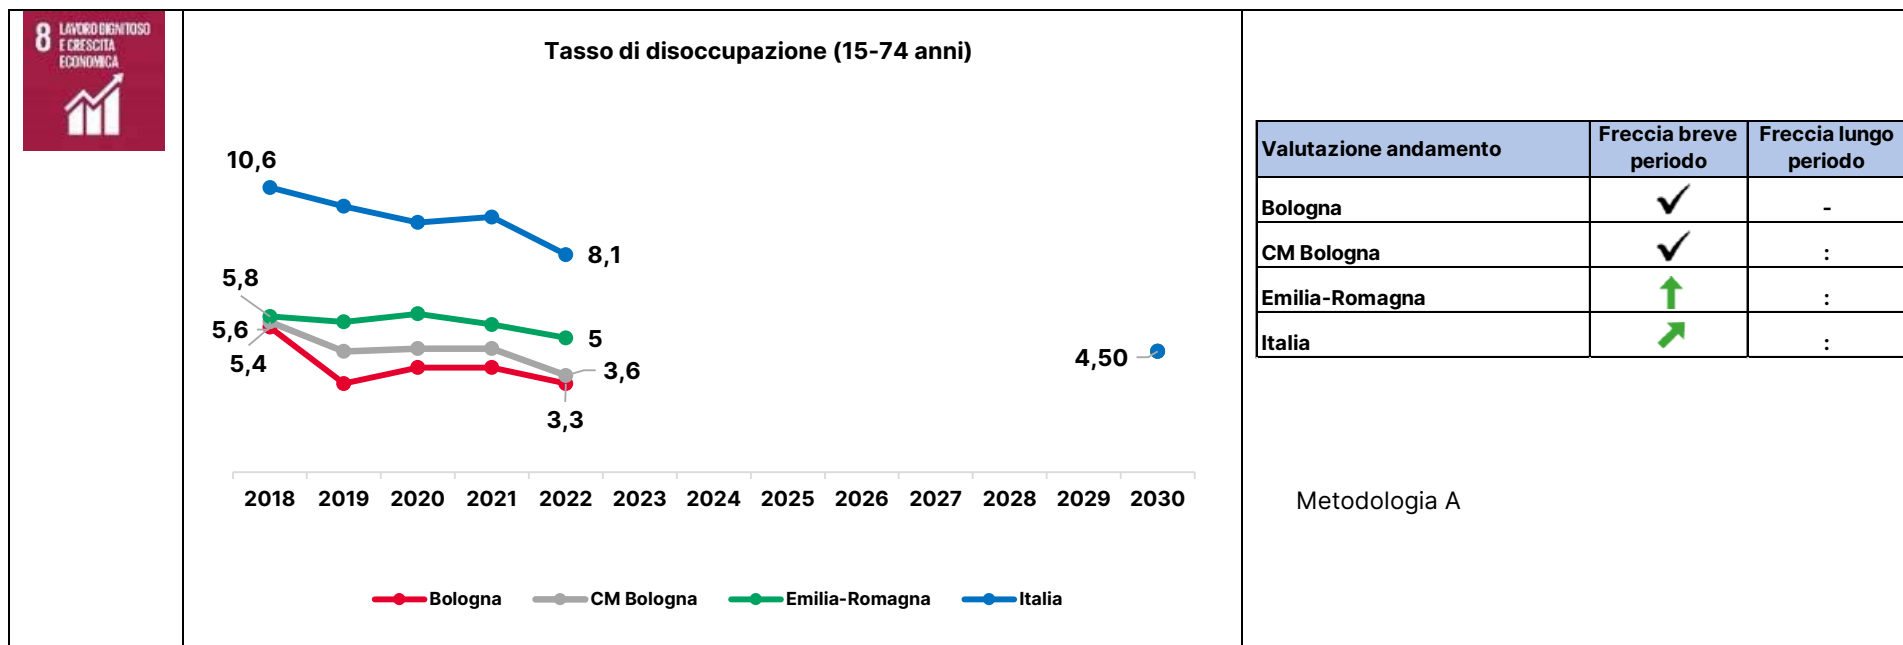 8 LAVORO DIGNITOSO
E CRESCITA
ECONOMICA
Tasso di disoccupazione (15-74 anni)
10,6
8,1
5,8
5,6
5,4
5
3,6
3,3
4,50
2018 2019 2020 2021 2022 2023 2024 2025 2026 2027 2028 2029 2030
Bologna CM Bologna Emilia-Romagna Italia
Valutazione andamento Freccia breve periodo Freccia lungo periodo
Bologna -
CM Bologna :
Emilia-Romagna :
Italia :
Metodologia A